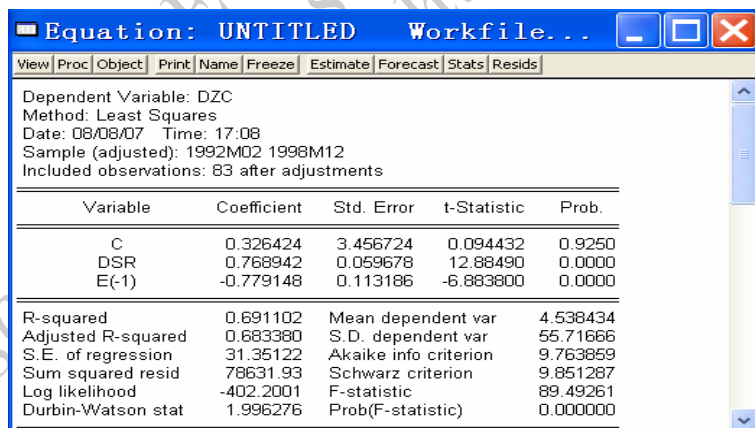 Equation: UNTITLED Workfile...
View Proc Object Print Name Freeze Estimate Forecast Stats Resids
Dependent Variable: DZC
Method: Least Squares
Date: 08/08/07 Time: 17:08
Sample (adjusted): 1992M02 1998M12
Included observations: 83 after adjustments
Variable Coefficient Std. Error t-Statistic Prob.
C 0.326424 3.456724 0.094432 0.9250
DSR 0.768942 0.059678 12.88490 0.0000
E(-1) -0.779148 0.113186 -6.883800 0.0000
R-squared 0.691102 Mean dependent var 4.538434
Adjusted R-squared 0.683380 S.D. dependent var 55.71666
S.E. of regression 31.35122 Akaike info criterion 9.763859
Sum squared resid 78631.93 Schwarz criterion 9.851287
Log likelihood -402.2001 F-statistic 89.49261
Durbin-Watson stat 1.996276 Prob(F-statistic) 0.000000